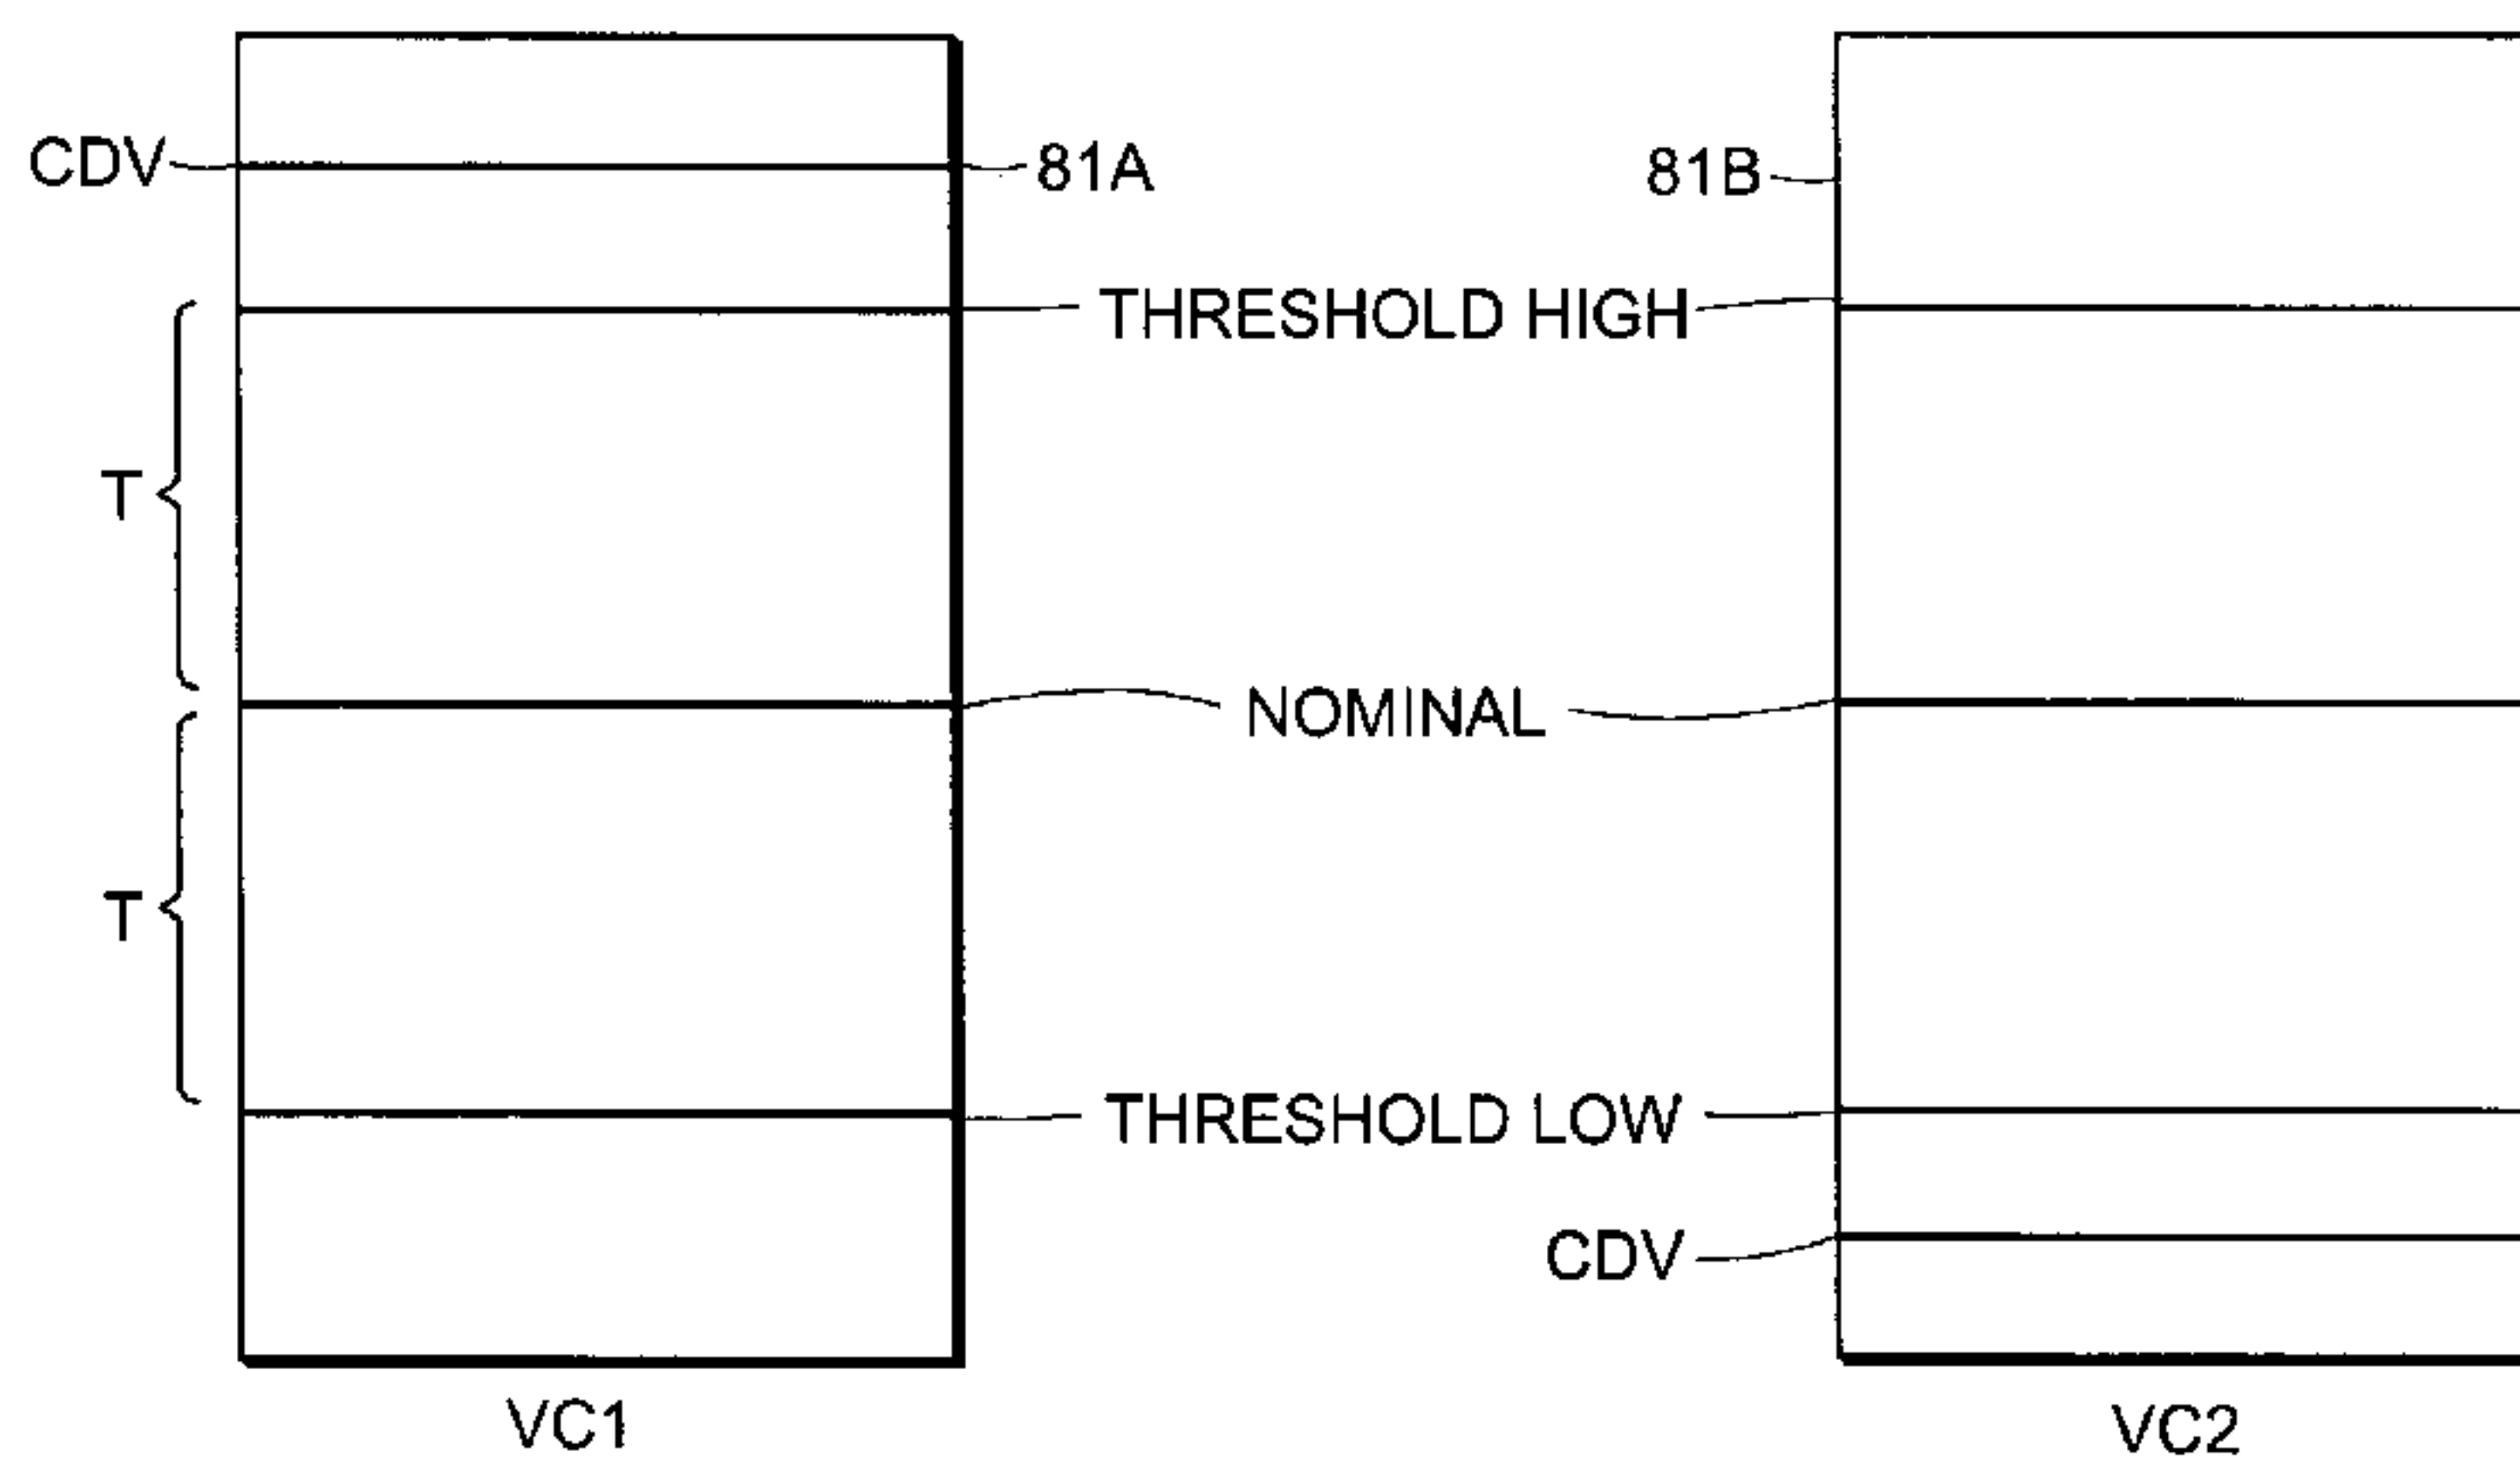 CDV
81A
81B
THRESHOLD HIGH
T
NOMINAL
T
THRESHOLD LOW
CDV
VC1
VC2